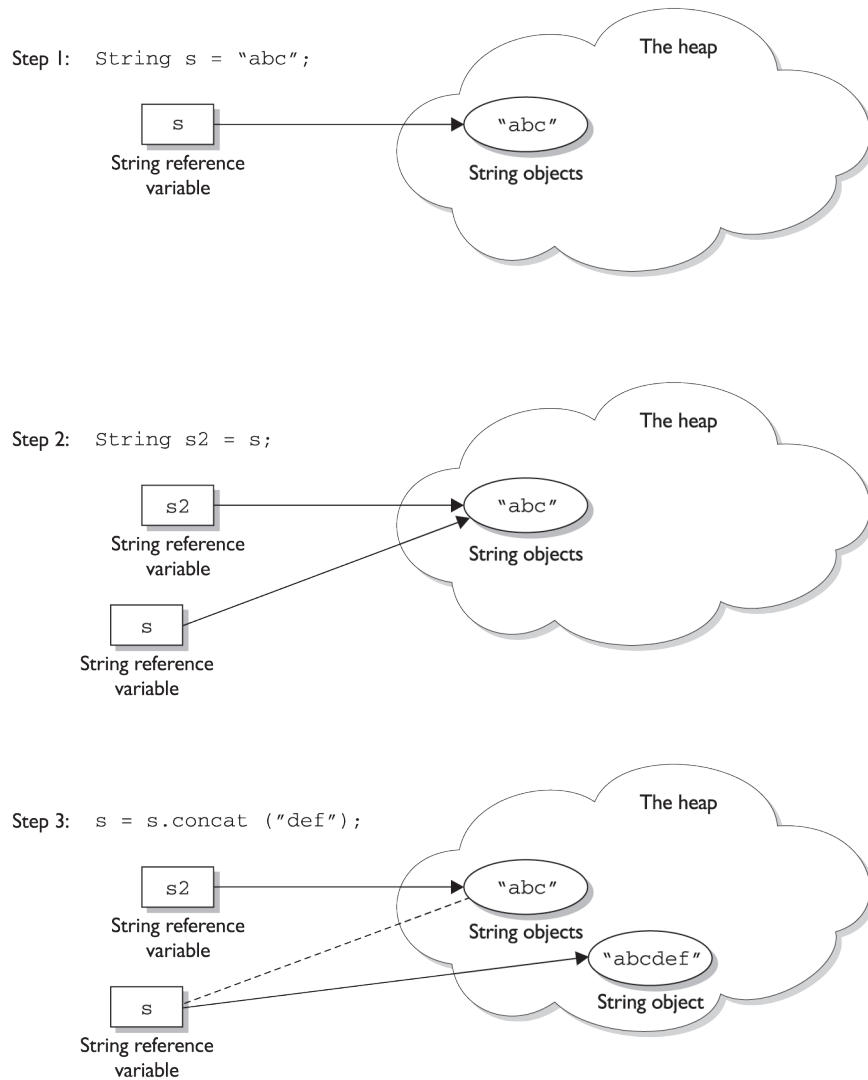 The heap
Step 1: String s = “abc”;
s
“abc”
String reference
variable
String objects
The heap
Step 2: String s2 = s;
s2
“abc”
String reference
variable
String objects
s
String reference
variable
The heap
Step 3: s = s.concat (”def”);
s2
“abc”
String reference
variable
String objects
“abcdef”
String object
s
String reference
variable